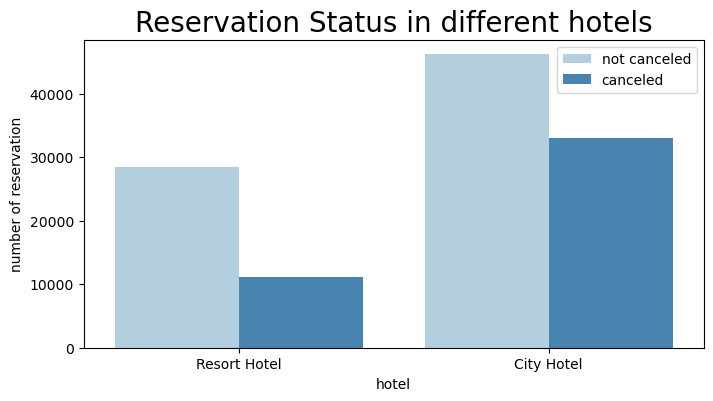 Reservation Status in different hotels
not canceled
canceled
number of reservation
40000
30000
20000
10000
0
Resort Hotel
City Hotel
hotel